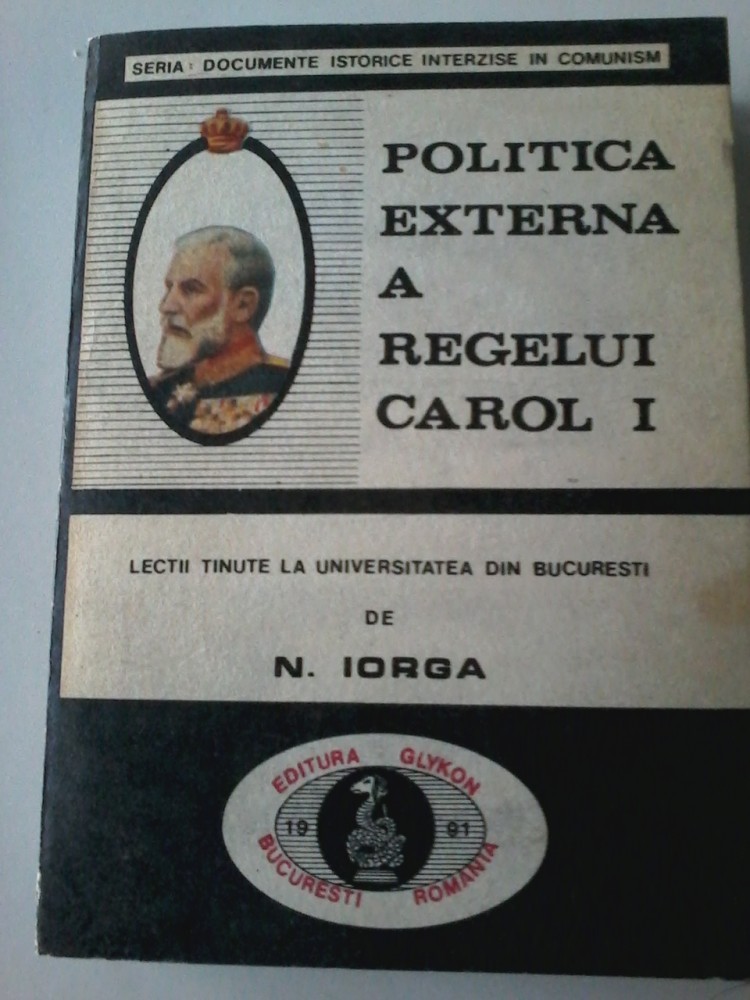 SERIA: DOCUMENTE ISTORICE INTERZISE IN COMUNISM
POLITICA
EXTERNA
A
REGELUI
CAROL I
LECTII TINUTE LA UNIVERSITATEA DIN BUCURESTI
DE
N. IORGA
EDITURA GLYKON
19 91
BUCURESTI ROMANIA